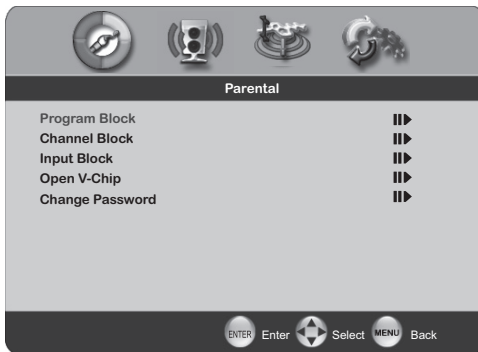 Parental
Program Block
Channel Block
Input Block
Open V-Chip
Change Password
ENTER Enter Select MENU Back